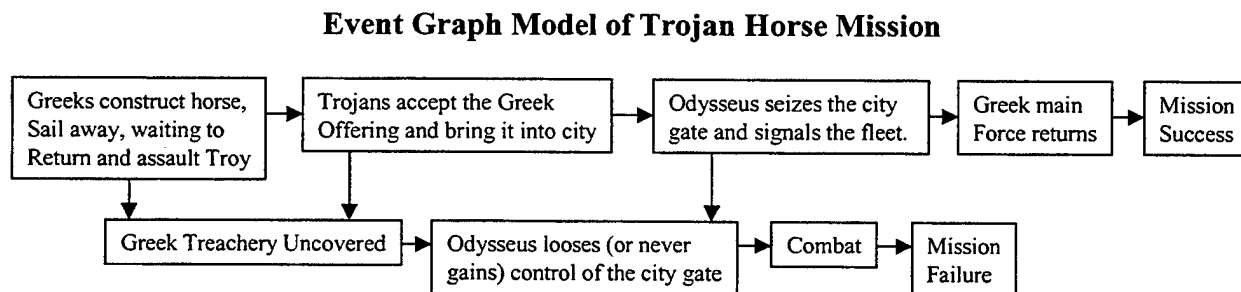 Event Graph Model of Trojan Horse Mission
Greeks construct horse,
Sail away, waiting to
Return and assault Troy
Trojans accept the Greek
Offering and bring it into city
Odysseus seizes the city
gate and signals the fleet.
Greek main
Force returns
Mission
Success
Greek Treachery Uncovered
Odysseus looses (or never
gains) control of the city gate
Combat
Mission
Failure